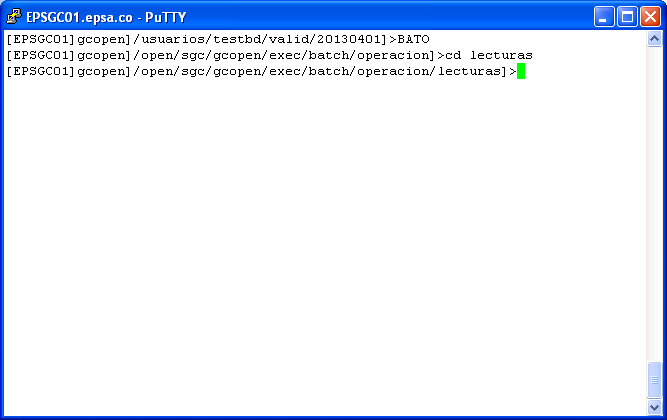 EPSGC01.epsa.co - PuTTY
[EPSGC01]gcopen]/usuarios/testbd/valid/20130401]>BATO
[EPSGC01]gcopen]/open/sgc/gcopen/exec/batch/operacion]>cd lecturas
[EPSGC01]gcopen]/open/sgc/gcopen/exec/batch/operacion/lecturas]>